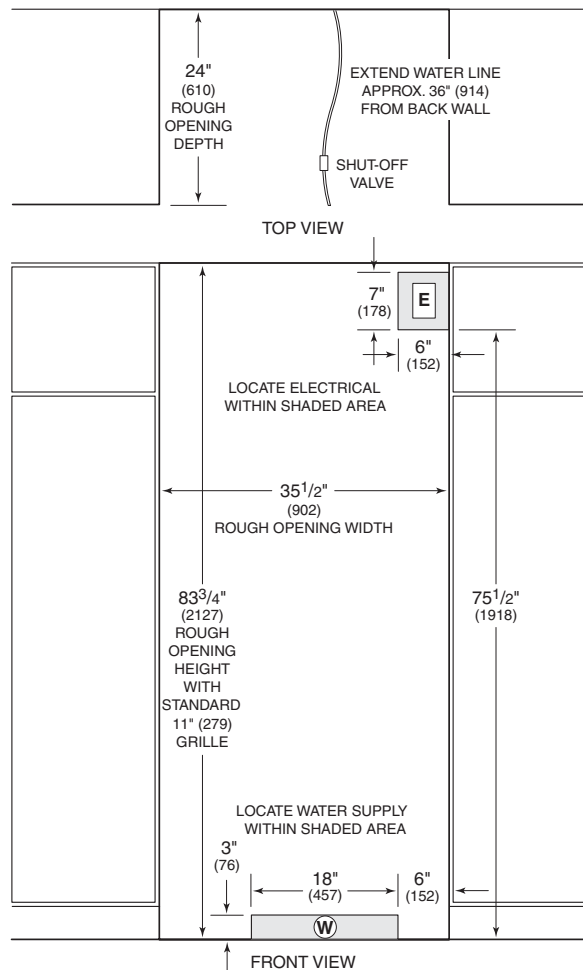 24"
(610)
ROUGH
OPENING
DEPTH
EXTEND WATER LINE
APPROX. 36" (914)
FROM BACK WALL
SHUT-OFF
VALVE
TOP VIEW
7"
(178)
E
6"
(152)
LOCATE ELECTRICAL
WITHIN SHADED AREA
35 1/2"
(902)
ROUGH OPENING WIDTH
83 3/4"
(2127)
ROUGH
OPENING
HEIGHT
WITH
STANDARD
11" (279)
GRILLE
75 1/2"
(1918)
LOCATE WATER SUPPLY
WITHIN SHADED AREA
3"
(76)
18"
(457)
6"
(152)
W
FRONT VIEW